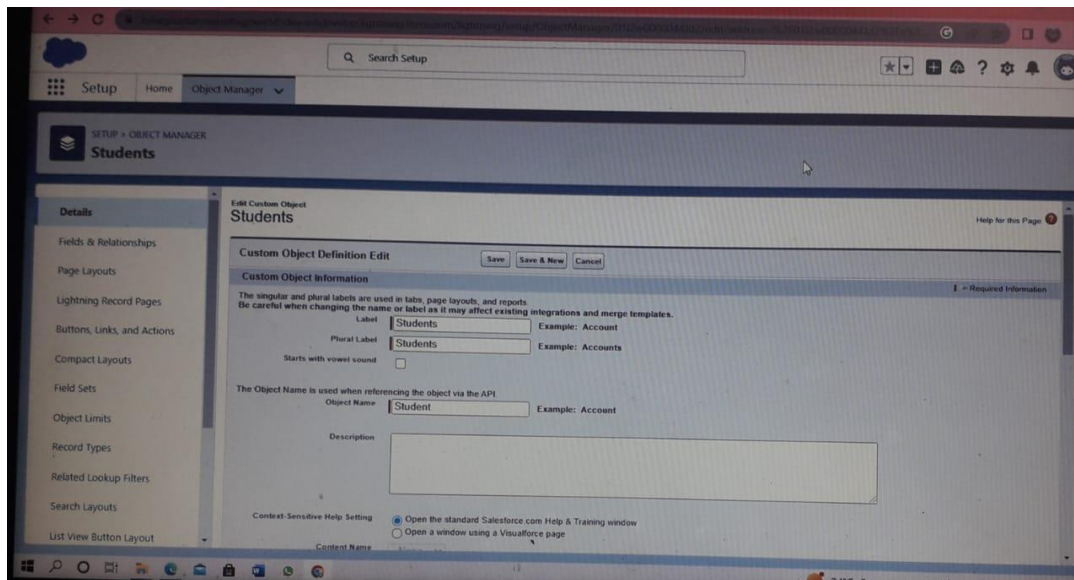 Search Setup
Setup
Home
Object Manager
SETUP > OBJECT MANAGER
Students
Details
Fields & Relationships
Page Layouts
Lightning Record Pages
Buttons, Links, and Actions
Compact Layouts
Field Sets
Object Limits
Record Types
Related Lookup Filters
Search Layouts
List View Button Layout
Edit Custom Object
Students
Help for this Page
Custom Object Definition Edit
Save
Save & New
Cancel
Custom Object Information
= Required Information
The singular and plural labels are used in tabs, page layouts, and reports.
Be careful when changing the name or label as it may affect existing integrations and merge templates.
Label Students Example: Account
Plural Label Students Example: Accounts
Starts with vowel sound
The Object Name is used when referencing the object via the API.
Object Name Student Example: Account
Description
Context-Sensitive Help Setting
Open the standard Salesforce.com Help & Training window
Open a window using a Visualforce page
Content Name